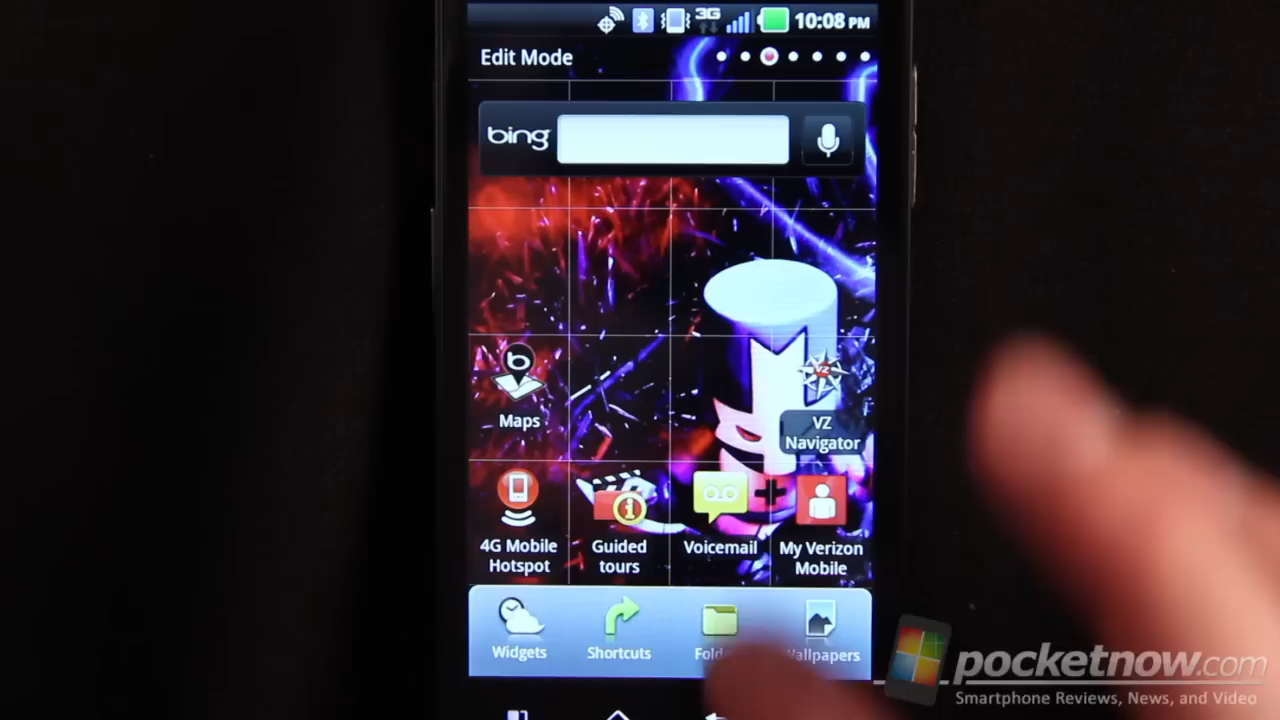 3G 10:08 PM
Edit Mode
bing
b
Maps
VZ
VZ
Navigator
4G Mobile
Hotspot
Guided
tours
Voicemail
My Verizon
Mobile
Widgets
Shortcuts
Wallpapers
pocketnow.com
Smartphone Reviews, News, and Video